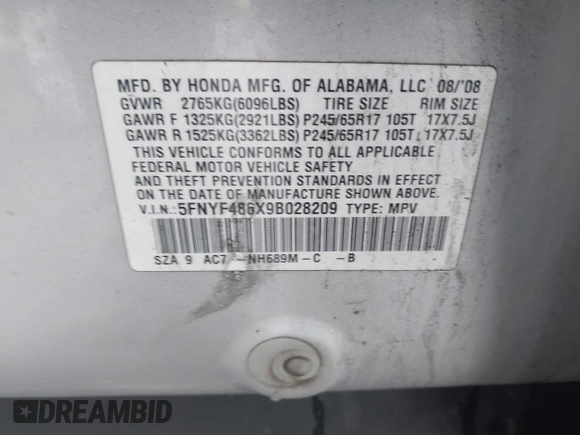 MFD. BY HONDA MFG. OF ALABAMA, LLC 08/'08
GVWR 2765KG(6096LBS) TIRE SIZE RIM SIZE
GAWR F 1325KG(2921LBS) P245/65R17 105T 17X7.5J
GAWR R 1525KG(3362LBS) P245/65R17 105T 17X7.5J
THIS VEHICLE CONFORMS TO ALL APPLICABLE
FEDERAL MOTOR VEHICLE SAFETY
AND THEFT PREVENTION STANDARDS IN EFFECT ON
THE DATE OF MANUFACTURE SHOWN ABOVE.
V.I.N.: 5FNYF486X9B028209 TYPE: MPV
SZA 9 AC7 -NH689M-C -B
DREAMBID